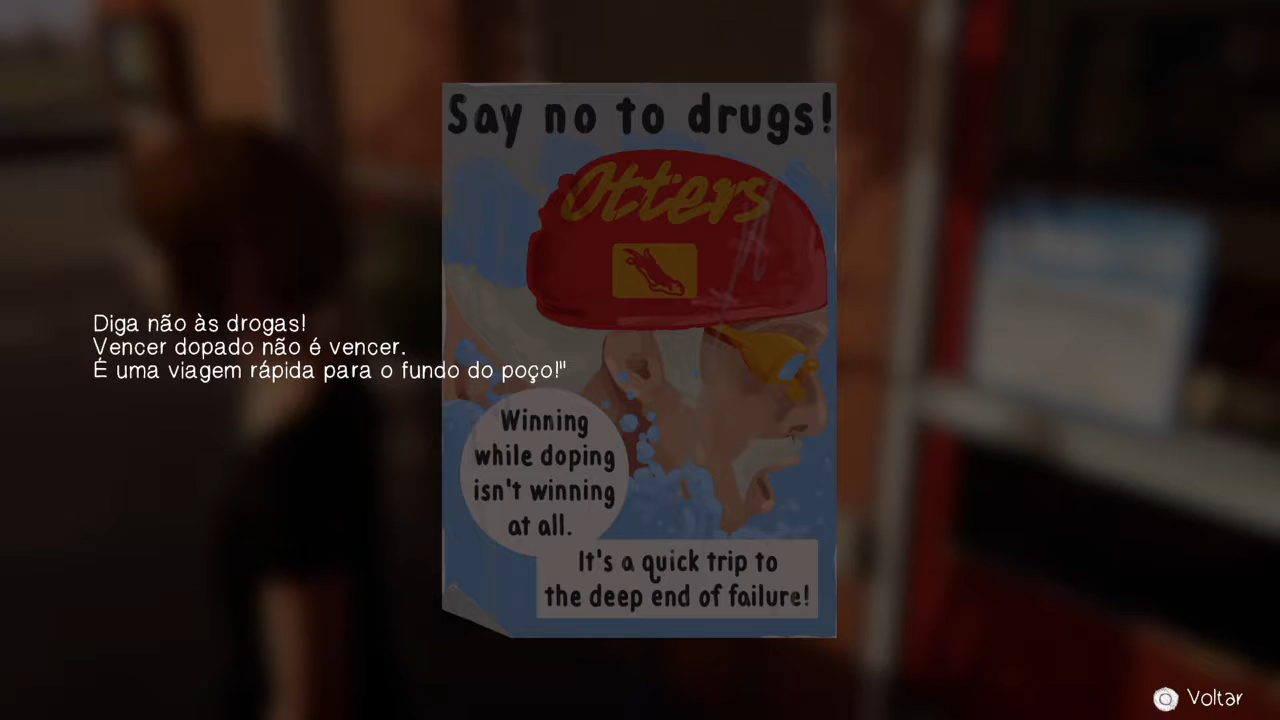 Say no to drugs!
Otters
Diga não às drogas!
Vencer dopado não é vencer.
É uma viagem rápida para o fundo do poço!"
Winning
while doping
isn't winning
at all.
It's a quick trip to
the deep end of failure!
Voltar